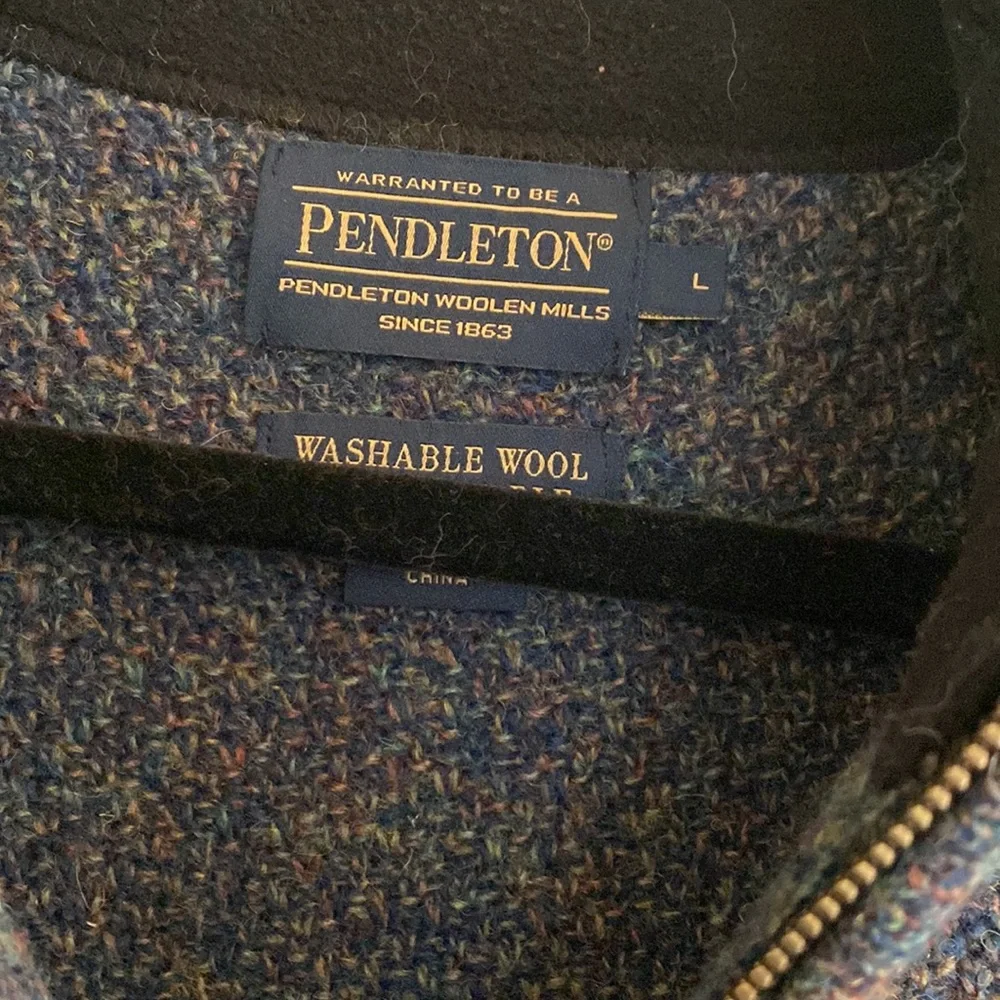 WARRANTED TO BE A
PENDLETON®
L
PENDLETON WOOLEN MILLS
SINCE 1863
WASHABLE WOOL
CHINA